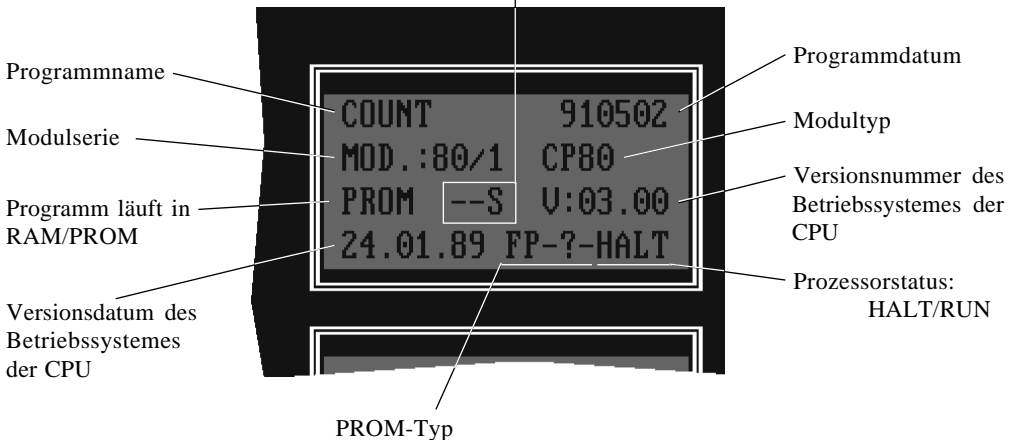 Programmname
Modulserie
Programm läuft in
RAM/PROM
Versionsdatum des
Betriebssystemes
der CPU
COUNT 910502
MOD.:80/1 CP80
PROM --S V:03.00
24.01.89 FP-?-HALT
Programmdatum
Modultyp
Versionsnummer des
Betriebssystemes der
CPU
Prozessorstatus:
HALT/RUN
PROM-Typ